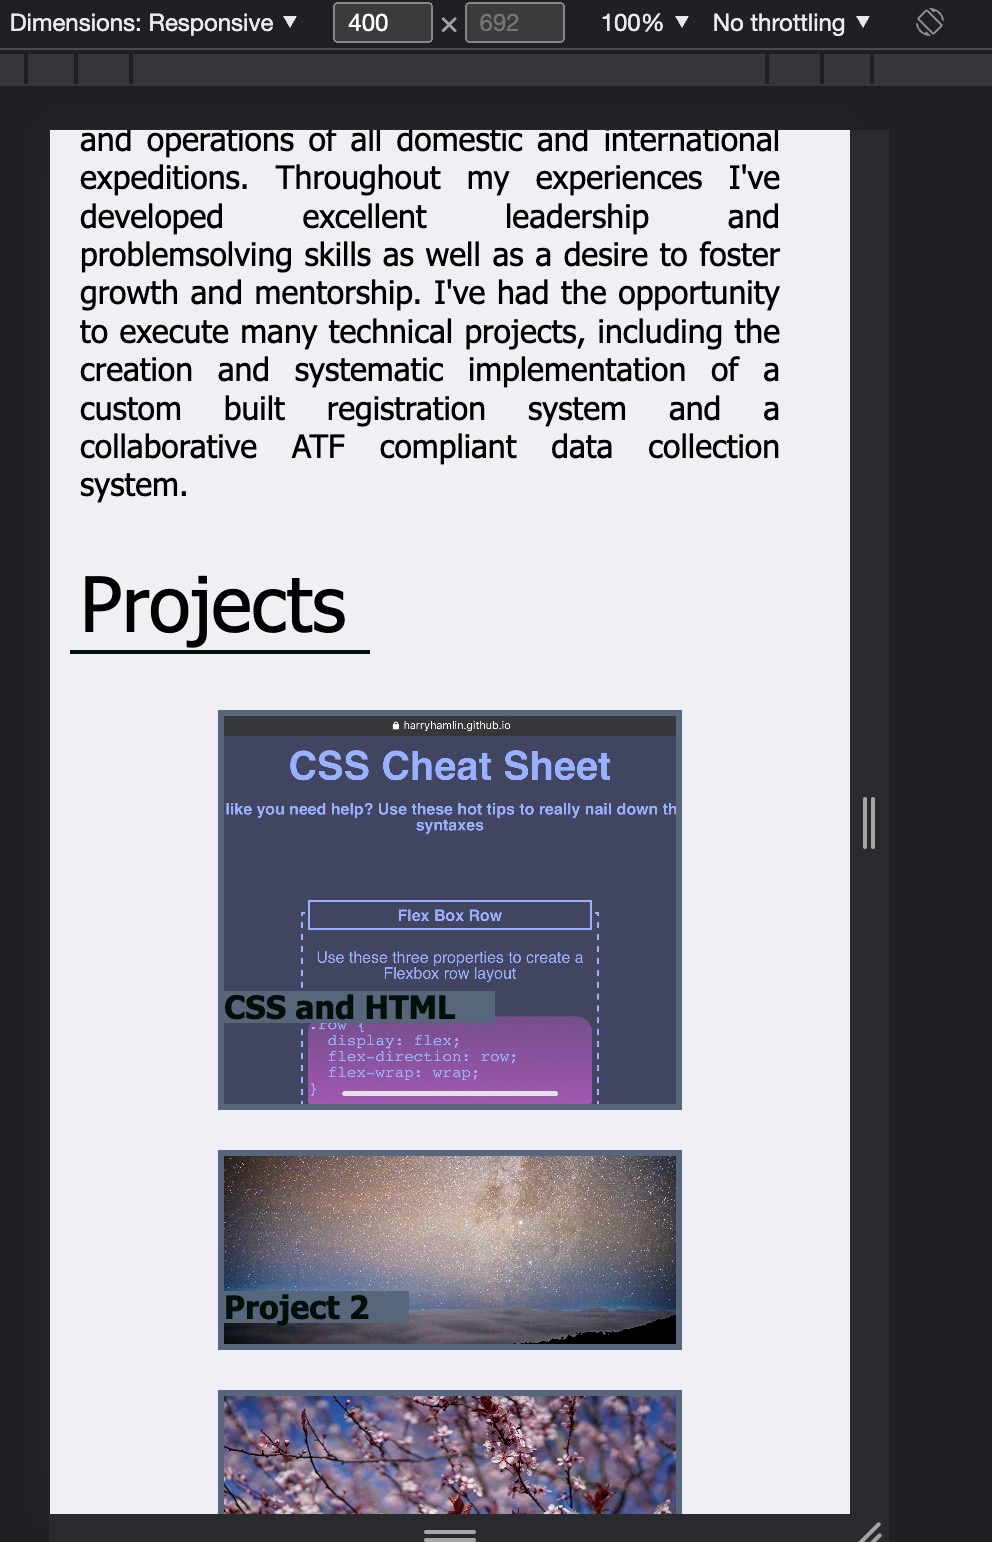 Dimensions: Responsive ▼ 400 × 692 100% ▼ No throttling ▼
and operations of all domestic and international
expeditions. Throughout my experiences I've
developed excellent leadership and
problemsolving skills as well as a desire to foster
growth and mentorship. I've had the opportunity
to execute many technical projects, including the
creation and systematic implementation of a
custom built registration system and a
collaborative ATF compliant data collection
system.
Projects
harryhamlin.github.io
CSS Cheat Sheet
like you need help? Use these hot tips to really nail down th
syntaxes
Flex Box Row
Use these three properties to create a
Flexbox row layout
CSS and HTML
.row {
display: flex;
flex-direction: row;
flex-wrap: wrap;
}
Project 2